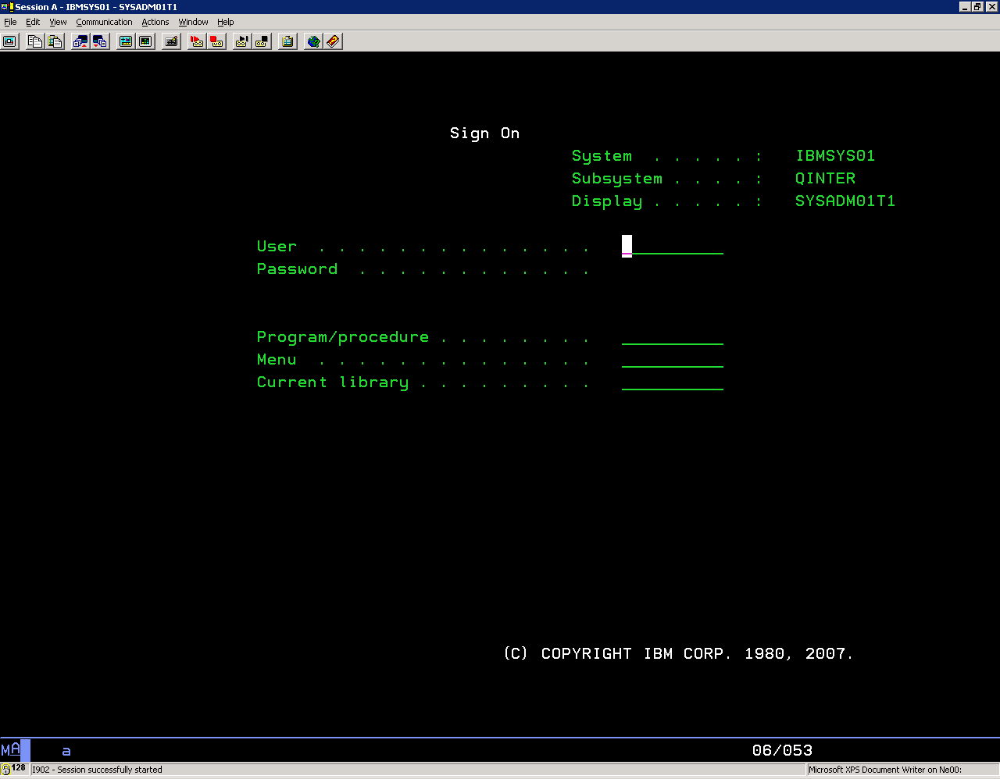 Session A - IBMSYS01 - SYSADM01T1
File Edit View Communication Actions Window Help
Sign On
System . . . . . : IBMSYS01
Subsystem . . . . : QINTER
Display . . . . . : SYSADM01T1
User . . . . . . . . . . . . . .
Password . . . . . . . . . . . .
Program/procedure . . . . . . . .
Menu . . . . . . . . . . . . . .
Current library . . . . . . . . .
(C) COPYRIGHT IBM CORP. 1980, 2007.
MA a 06/053
128 I902 - Session successfully started Microsoft XPS Document Writer on Ne00: